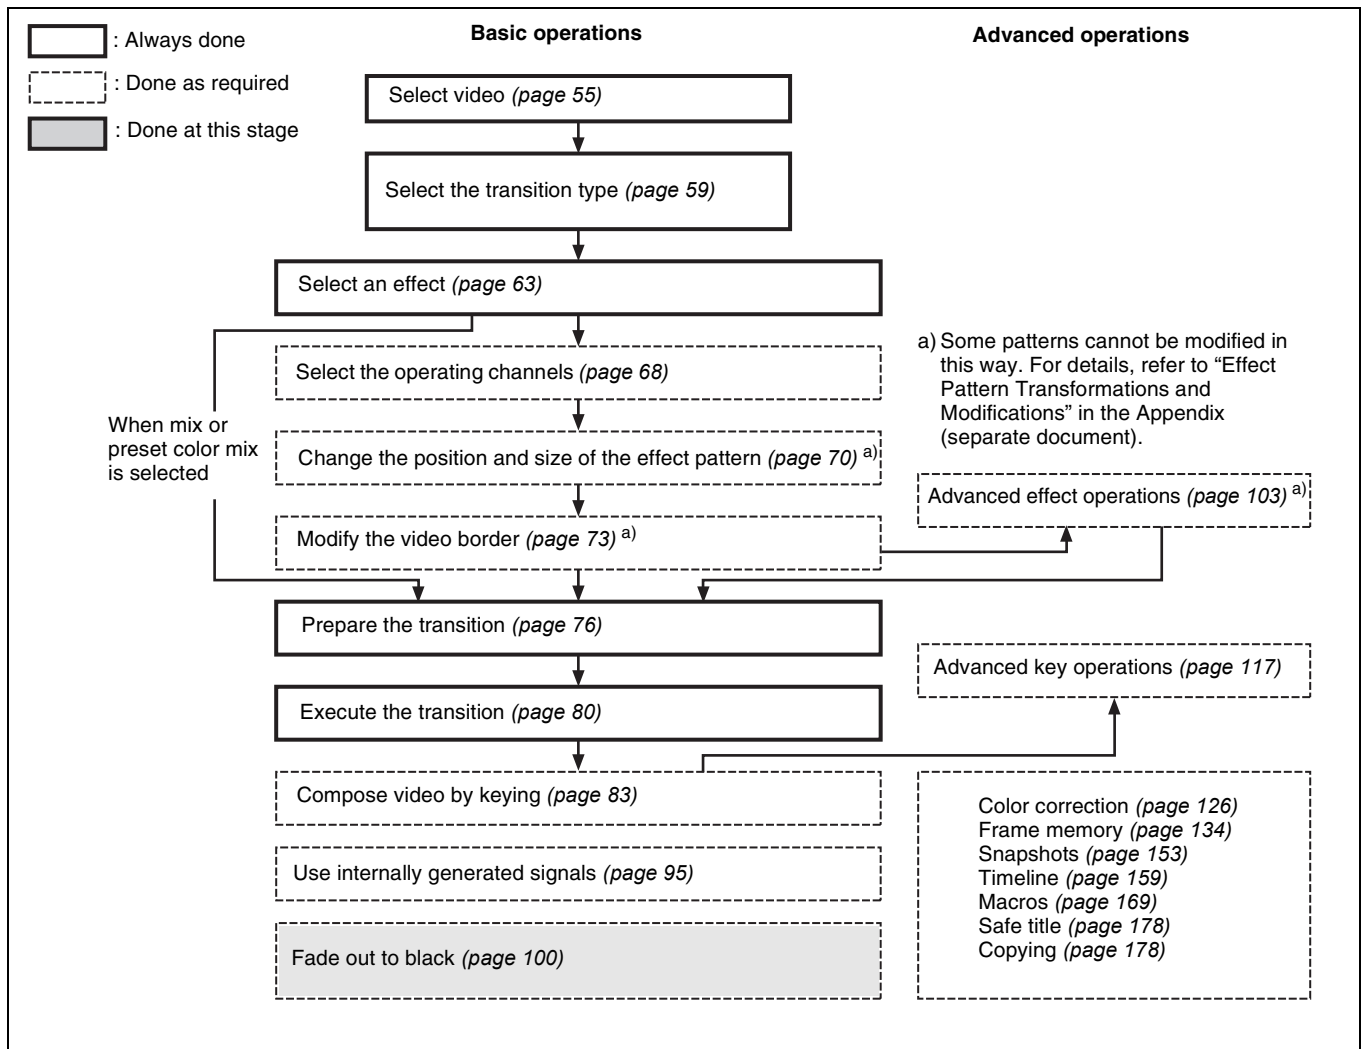 : Always done
: Done as required
: Done at this stage
Basic operations
Advanced operations
Select video (page 55)
Select the transition type (page 59)
Select an effect (page 63)
Select the operating channels (page 68)
When mix or
preset color mix
is selected
Change the position and size of the effect pattern (page 70) a)
Modify the video border (page 73) a)
a) Some patterns cannot be modified in
this way. For details, refer to “Effect
Pattern Transformations and
Modifications” in the Appendix
(separate document).
Advanced effect operations (page 103) a)
Prepare the transition (page 76)
Execute the transition (page 80)
Advanced key operations (page 117)
Compose video by keying (page 83)
Use internally generated signals (page 95)
Fade out to black (page 100)
Color correction (page 126)
Frame memory (page 134)
Snapshots (page 153)
Timeline (page 159)
Macros (page 169)
Safe title (page 178)
Copying (page 178)